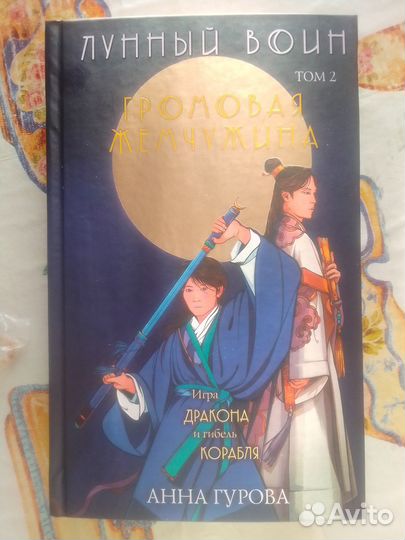 ЛУННЫЙ ВОИН
ТОМ 2
ГРОМОВАЯ
ЖЕМЧУЖИНА
Игра
ДРАКОНА
и гибель
КОРАБЛЯ
АННА ГУРОВА
Avito